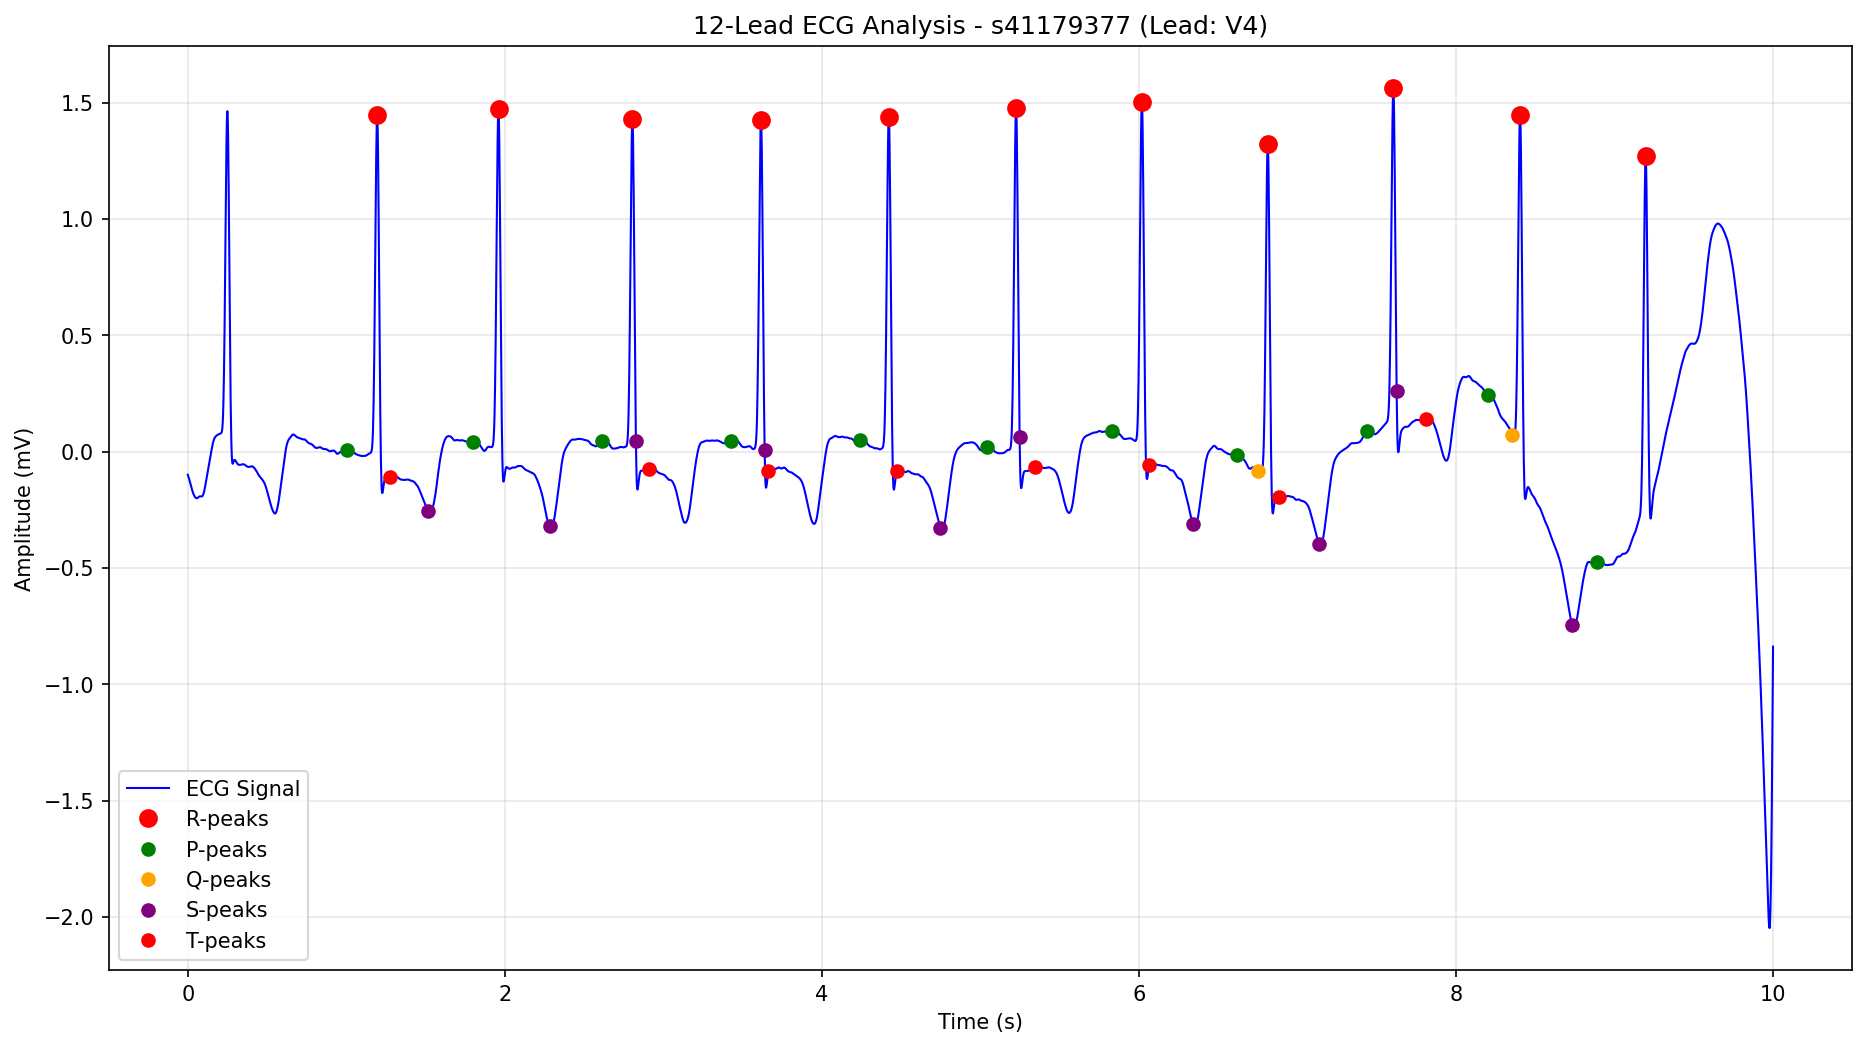 12-Lead ECG Analysis - s41179377 (Lead: V4)
Amplitude (mV)
1.5
1.0
0.5
0.0
−0.5
−1.0
−1.5
−2.0
ECG Signal
R-peaks
P-peaks
Q-peaks
S-peaks
T-peaks
0 2 4 6 8 10
Time (s)